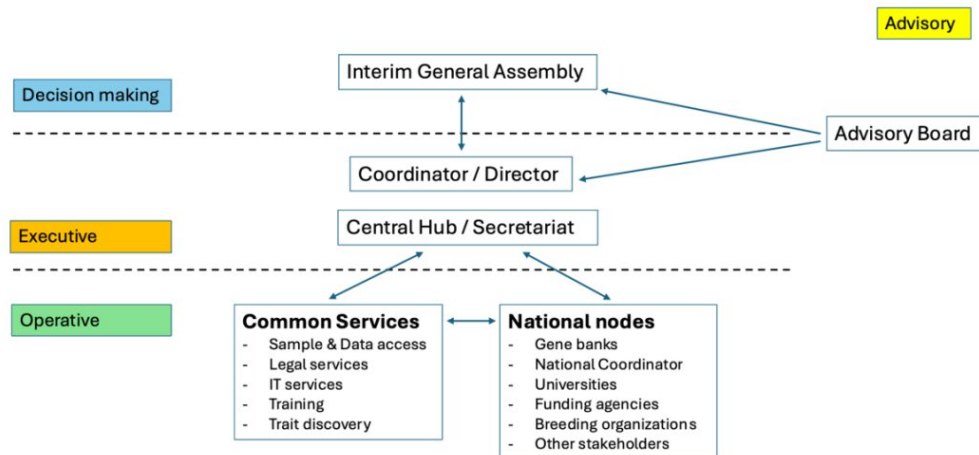 Advisory
Interim General Assembly
Decision making
Advisory Board
Coordinator / Director
Central Hub / Secretariat
Executive
Operative
Common Services
- Sample & Data access
- Legal services
- IT services
- Training
- Trait discovery
National nodes
- Gene banks
- National Coordinator
- Universities
- Funding agencies
- Breeding organizations
- Other stakeholders